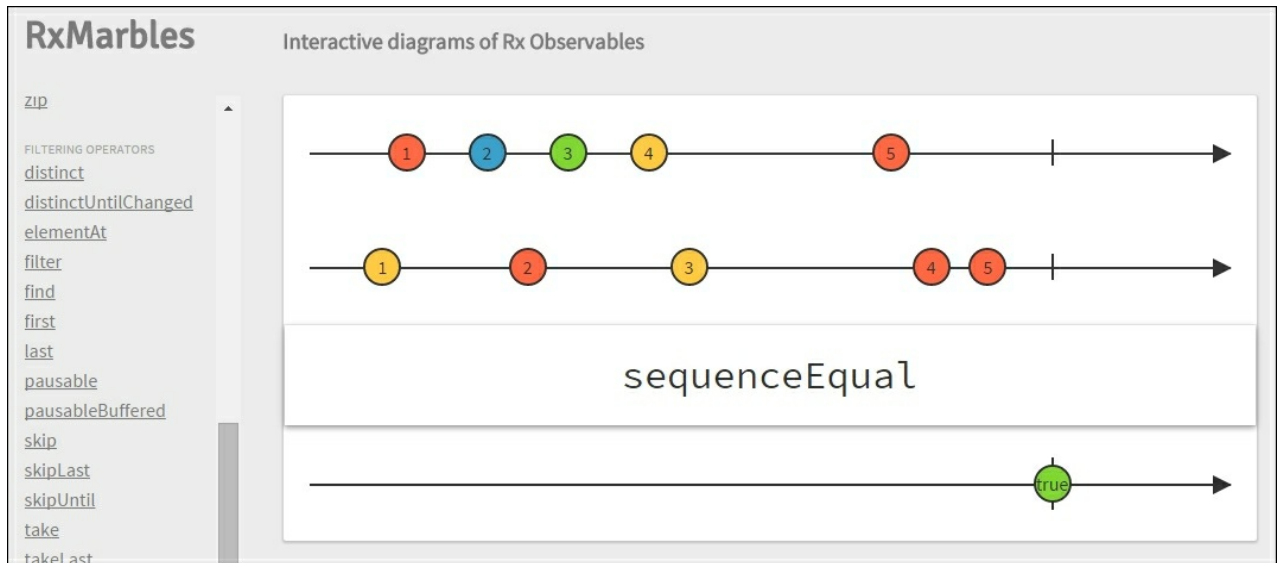 RxMarbles
Interactive diagrams of Rx Observables
zip
FILTERING OPERATORS
distinct
distinctUntilChanged
elementAt
filter
find
first
last
pausable
pausableBuffered
skip
skipLast
skipUntil
take
takeLast
1 2 3 4 5
1 2 3 4 5
sequenceEqual
true